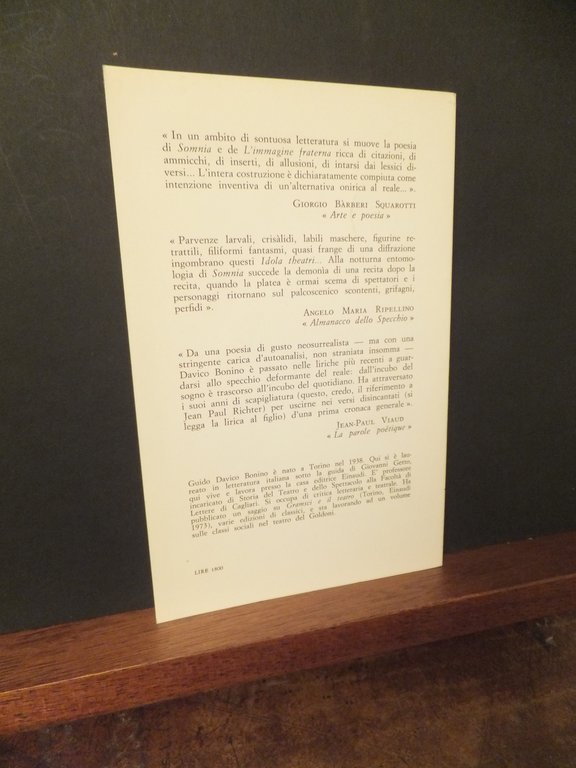 « In un ambito di sontuosa letteratura si muove la poesia
di Somnia e de L'immagine fraterna ricca di citazioni, di
ammicchi, di inserti, di allusioni, di intarsi dai lessici di-
versi... L'intera costruzione è dichiaratamente compiuta come
intenzione inventiva di un'alternativa onirica al reale... ».
GIORGIO BÀRBERI SQUAROTTI
« Arte e poesia »
« Parvenze larvali, crisàlidi, labili maschere, figurine re-
trattili, filiformi fantasmi, quasi frange di una diffrazione
ingombrano questi Idola theatri... Alla notturna entomo-
logia di Somnia succede la demonìa di una recita dopo la
recita, quando la platea è ormai scema di spettatori e i
personaggi ritornano sul palcoscenico scontenti, grifagni,
perfidi ».
ANGELO MARIA RIPELLINO
« Almanacco dello Specchio »
« Da una poesia di gusto neosurrealista — ma con una
stringente carica d'autoanalisi, non straniata insomma —
Davico Bonino è passato nelle liriche più recenti a guar-
darsi allo specchio deformante del reale: dall'incubo del
sogno è trascorso all'incubo del quotidiano. Ha attraversato
i suoi anni di scapigliatura (questo, credo, il riferimento a
Jean Paul Richter) per uscirne nei versi disincantati (si
legga la lirica al figlio) d'una prima cronaca generale ».
JEAN-PAUL VIAUD
« La parole poétique »
Guido Davico Bonino è nato a Torino nel 1938. Qui si è lau-
reato in letteratura italiana sotto la guida di Giovanni Getto,
qui vive e lavora presso la casa editrice Einaudi. E' professore
incaricato di Storia del Teatro e dello Spettacolo alla Facoltà di
Lettere di Cagliari. Si occupa di critica letteraria e teatrale. Ha
pubblicato un saggio su Gramsci e il teatro (Torino, Einaudi
1973), varie edizioni di classici, e sta lavorando ad un volume
sulle classi sociali nel teatro del Goldoni
LIRE 1800